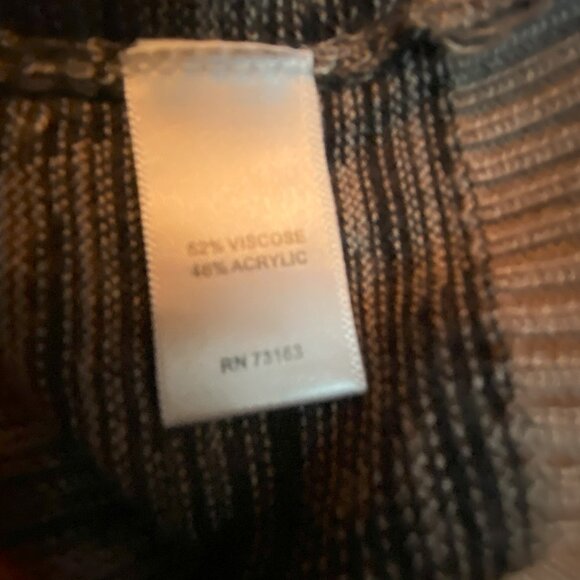 52% VISCOSE
48% ACRYLIC
RN 73163